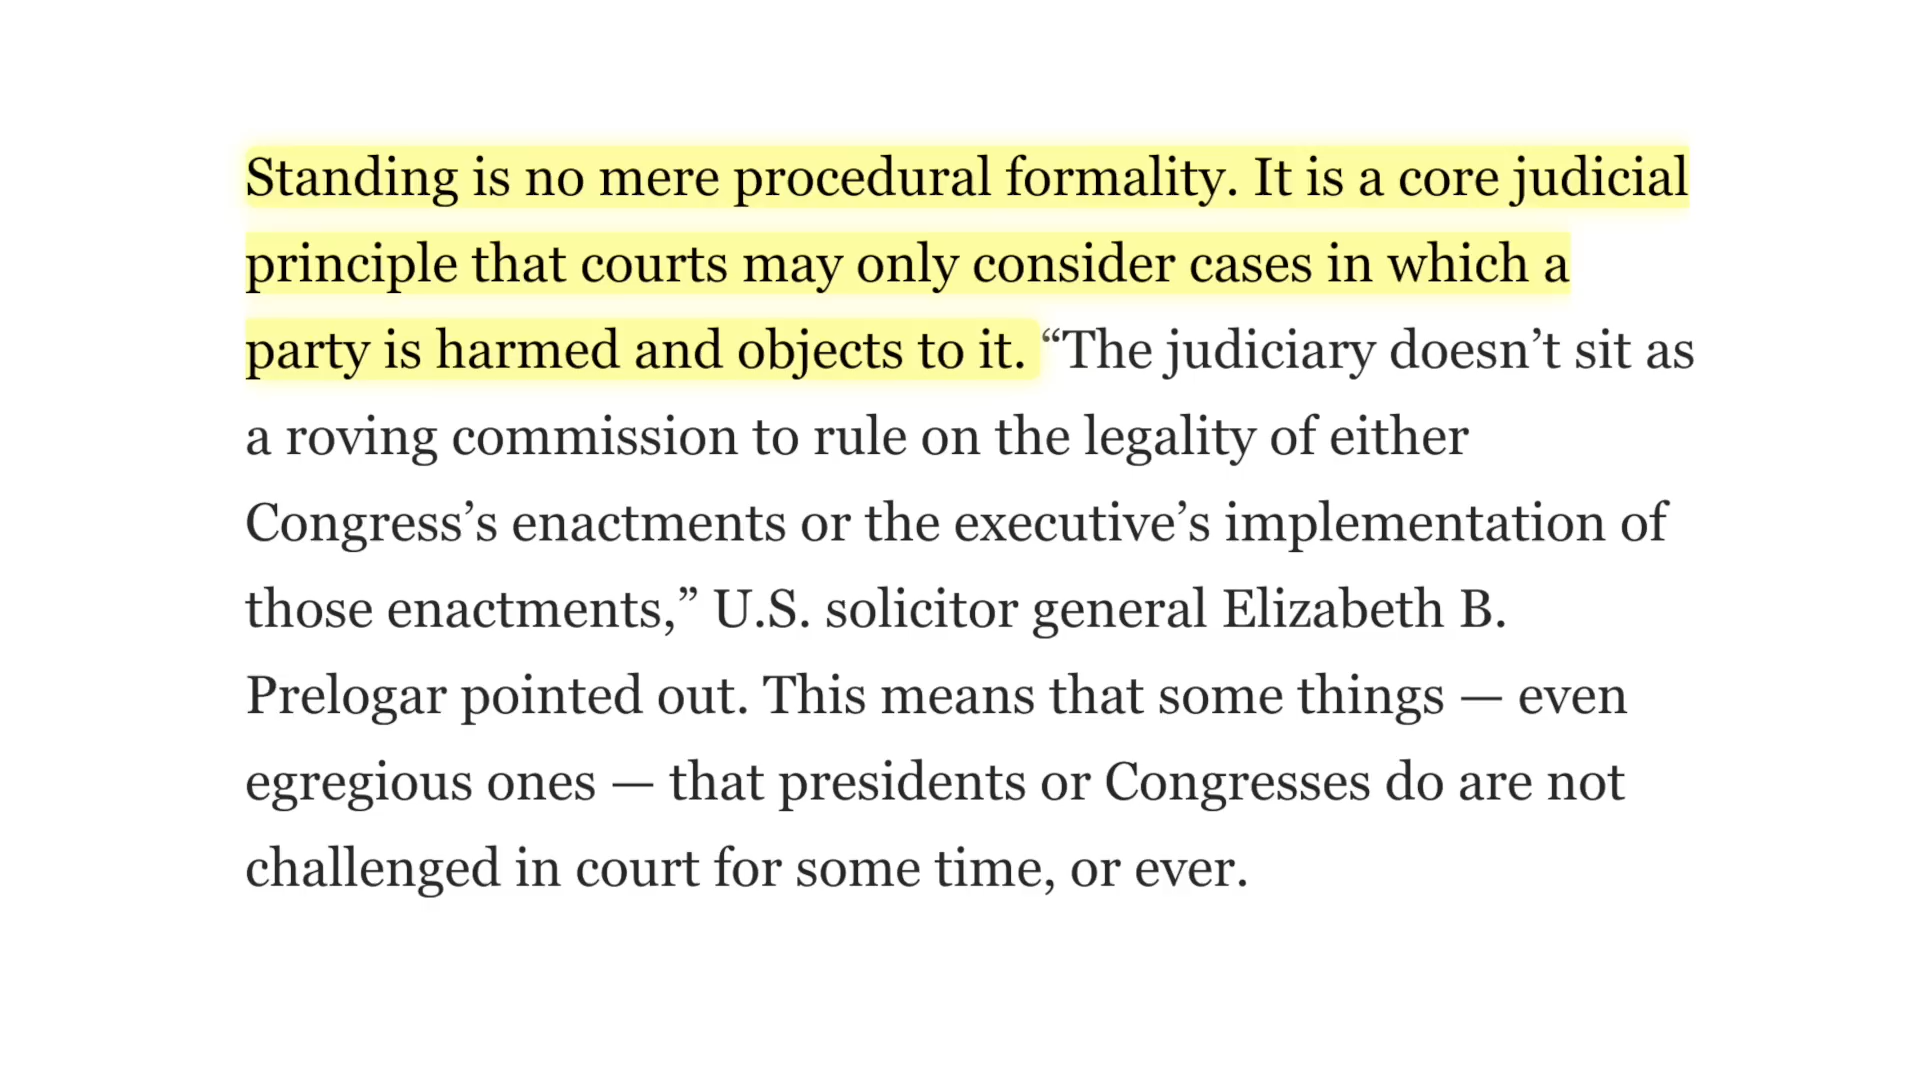 Standing is no mere procedural formality. It is a core judicial
principle that courts may only consider cases in which a
party is harmed and objects to it. “The judiciary doesn’t sit as
a roving commission to rule on the legality of either
Congress’s enactments or the executive’s implementation of
those enactments,” U.S. solicitor general Elizabeth B.
Prelogar pointed out. This means that some things — even
egregious ones — that presidents or Congresses do are not
challenged in court for some time, or ever.